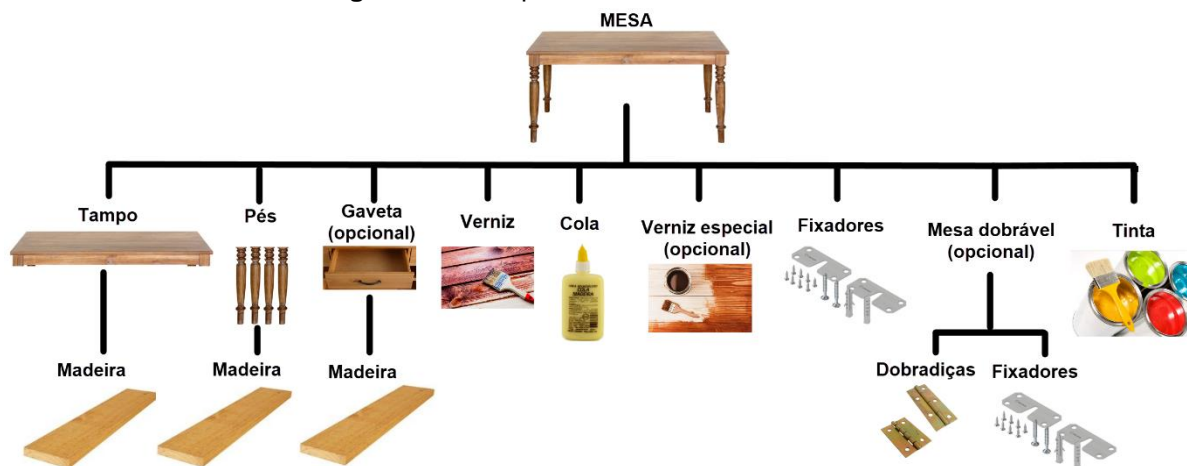 MESA
Tampo
Pés
Gaveta
(opcional)
Verniz
Cola
Verniz especial
(opcional)
Fixadores
Mesa dobrável
(opcional)
Tinta
Madeira
Madeira
Madeira
Dobradiças
Fixadores